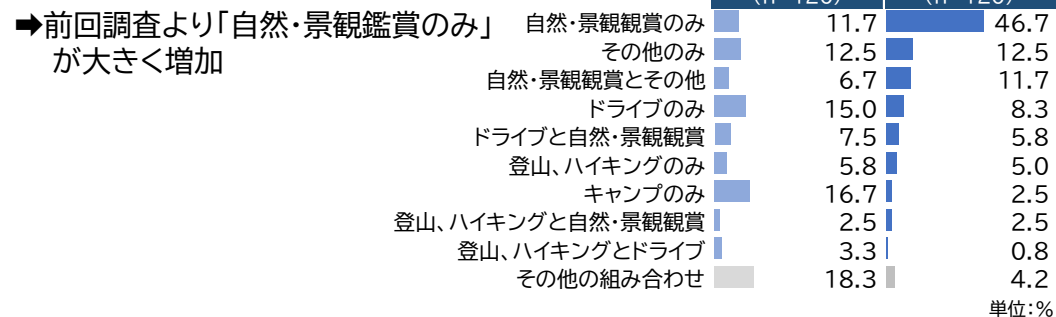 ➡前回調査より「自然・景観鑑賞のみ」
が大きく増加
自然・景観観賞のみ 11.7 46.7
その他のみ 12.5 12.5
自然・景観観賞とその他 6.7 11.7
ドライブのみ 15.0 8.3
ドライブと自然・景観観賞 7.5 5.8
登山、ハイキングのみ 5.8 5.0
キャンプのみ 16.7 2.5
登山、ハイキングと自然・景観観賞 2.5 2.5
登山、ハイキングとドライブ 3.3 0.8
その他の組み合わせ 18.3 4.2
単位:%